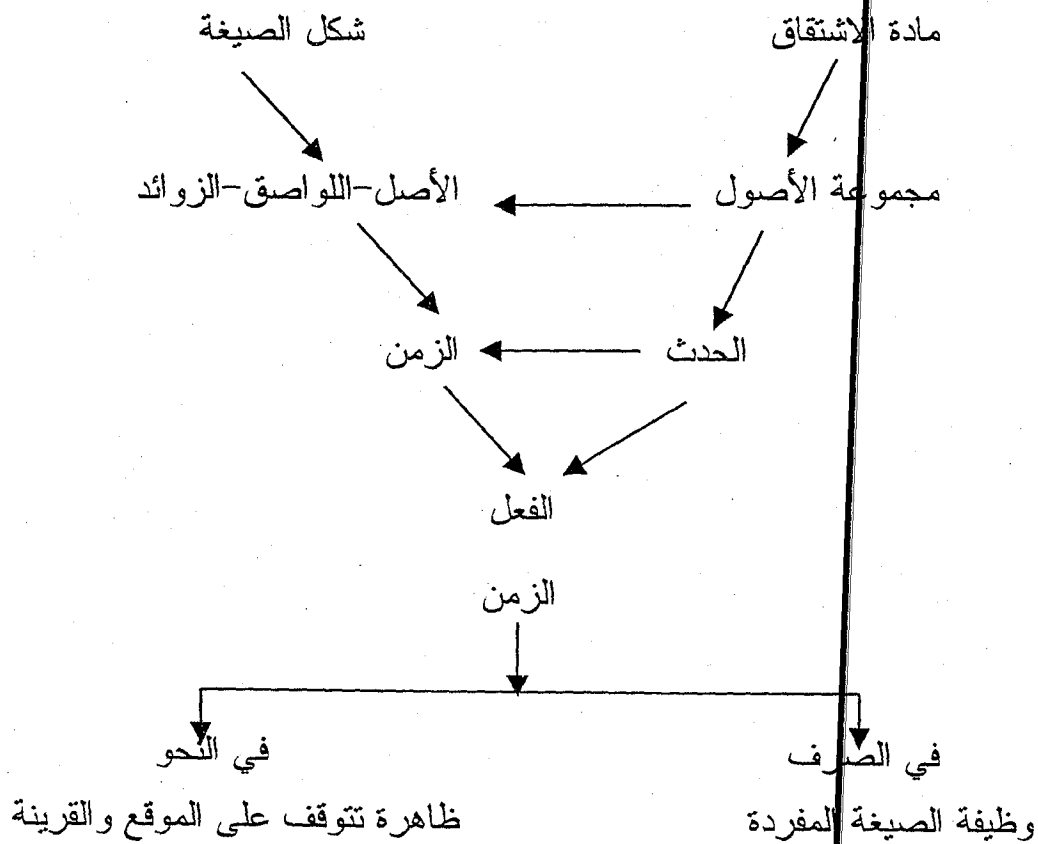 مادة الاشتقاق شكل الصيغة
مجموعة الأصول الأصل-اللواصق-الزوائد
الحدث الزمن
الفعل
الزمن
في الصرف في النحو
وظيفة الصيغة المفردة ظاهرة تتوقف على الموقع والقرينة